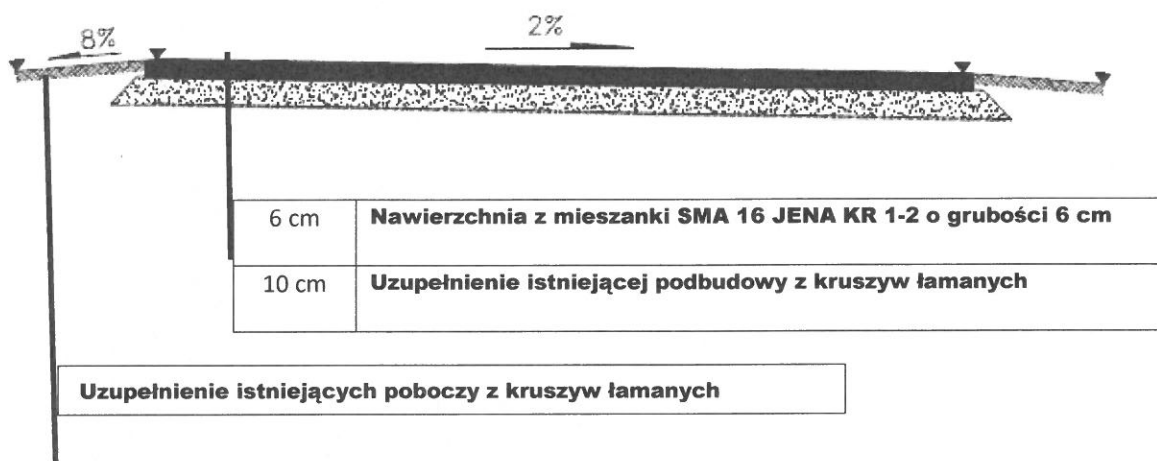 8%
2%
6 cm
Nawierzchnia z mieszanki SMA 16 JENA KR 1-2 o grubości 6 cm
10 cm
Uzupełnienie istniejącej podbudowy z kruszyw łamanych
Uzupełnienie istniejących poboczy z kruszyw łamanych